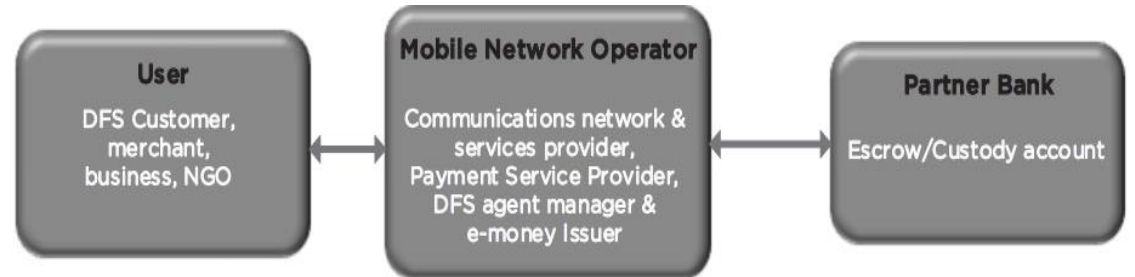 User
DFS Customer,
merchant,
business, NGO
Mobile Network Operator
Communications network &
services provider,
Payment Service Provider,
DFS agent manager &
e-money Issuer
Partner Bank
Escrow/Custody account